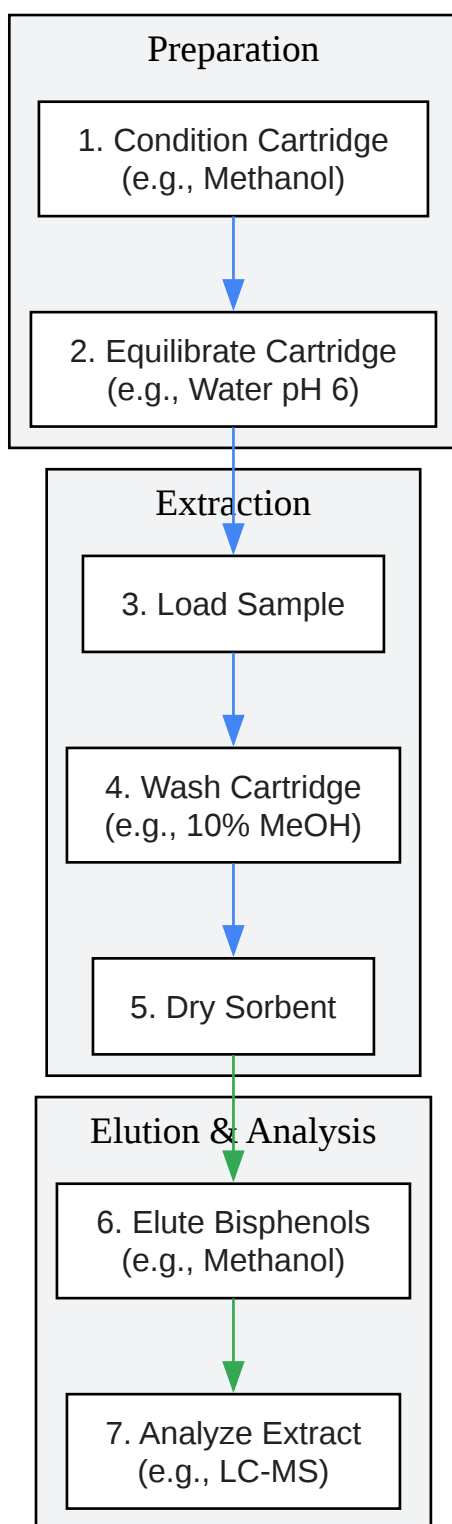 Preparation
1. Condition Cartridge
(e.g., Methanol)
2. Equilibrate Cartridge
(e.g., Water pH 6)
Extraction
3. Load Sample
4. Wash Cartridge
(e.g., 10% MeOH)
5. Dry Sorbent
Elution & Analysis
6. Elute Bisphenols
(e.g., Methanol)
7. Analyze Extract
(e.g., LC-MS)